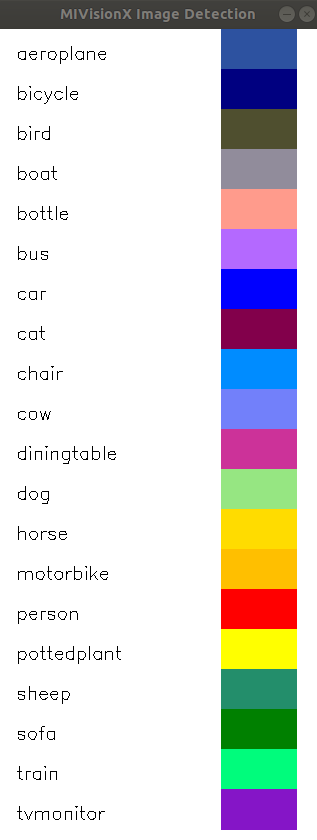 MIVisionX Image Detection
aeroplane
bicycle
bird
boat
bottle
bus
car
cat
chair
cow
diningtable
dog
horse
motorbike
person
pottedplant
sheep
sofa
train
tvmonitor